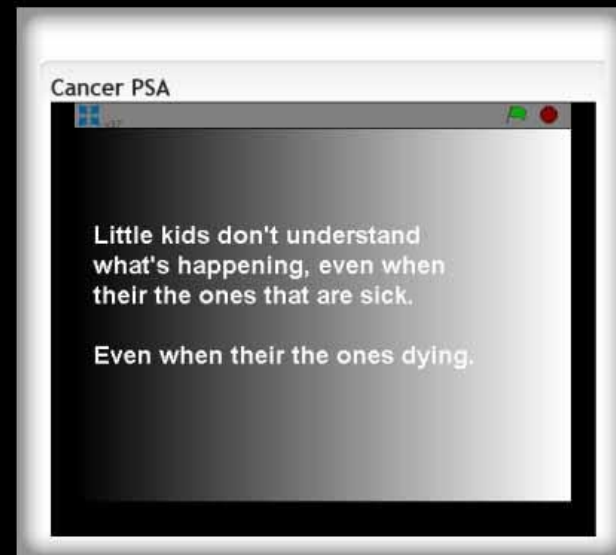 Cancer PSA
Little kids don't understand
what's happening, even when
their the ones that are sick.
Even when their the ones dying.